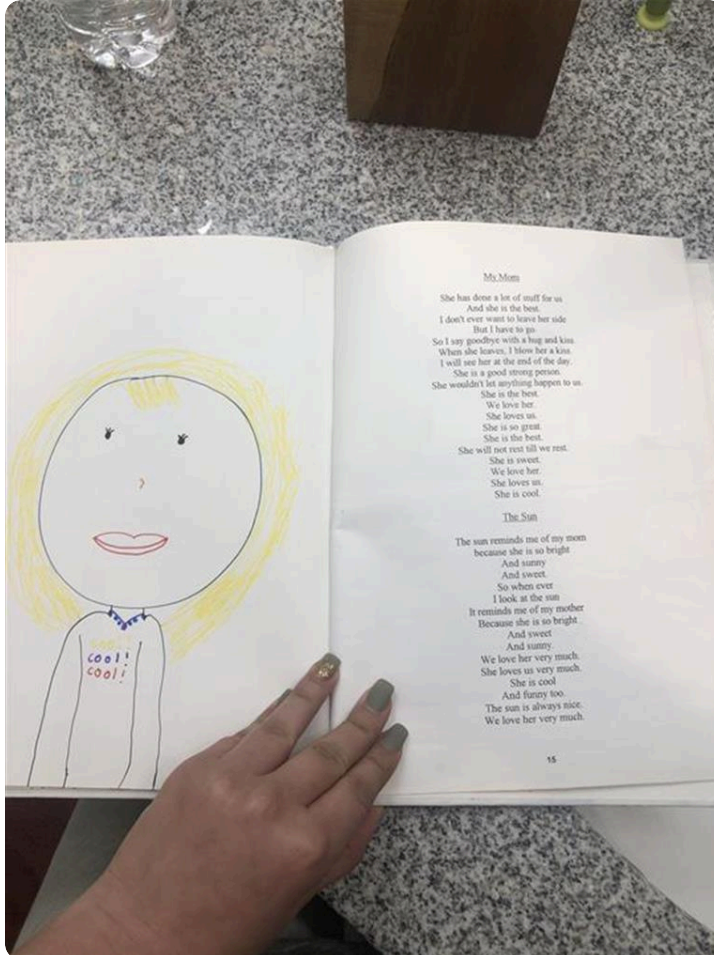 cool!
cool!
cool!
My Mom
She has done a lot of stuff for us
And she is the best.
I don't ever want to leave her side
But I have to go.
So I say goodbye with a hug and kiss.
When she leaves, I blow her a kiss.
I will see her at the end of the day.
She is a good strong person.
She wouldn't let anything happen to us.
She is the best.
We love her.
She loves us.
She is so great.
She is the best.
She will not rest till we rest.
She is sweet.
We love her.
She loves us.
She is cool.
The Sun
The sun reminds me of my mom
because she is so bright
And sunny
And sweet.
So when ever
I look at the sun
It reminds me of my mother
Because she is so bright
And sweet
And sunny.
We love her very much.
She loves us very much.
She is cool
And funny too.
The sun is always nice.
We love her very much.
15